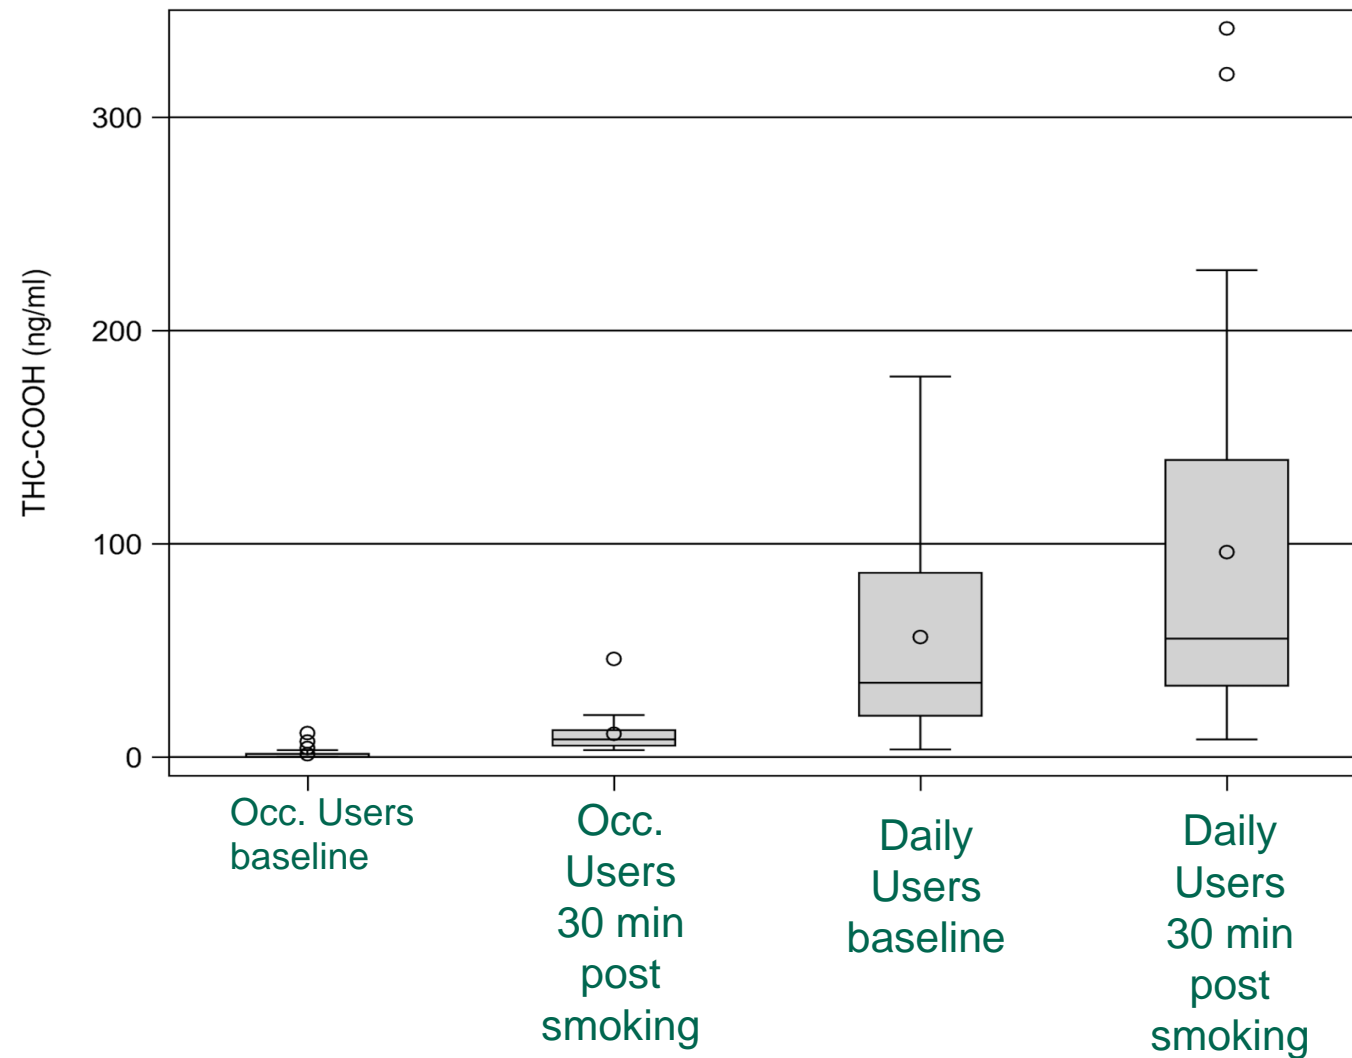 THC-COOH (ng/ml)
300
200
100
0
Occ. Users
baseline
Occ.
Users
30 min
post
smoking
Daily
Users
baseline
Daily
Users
30 min
post
smoking